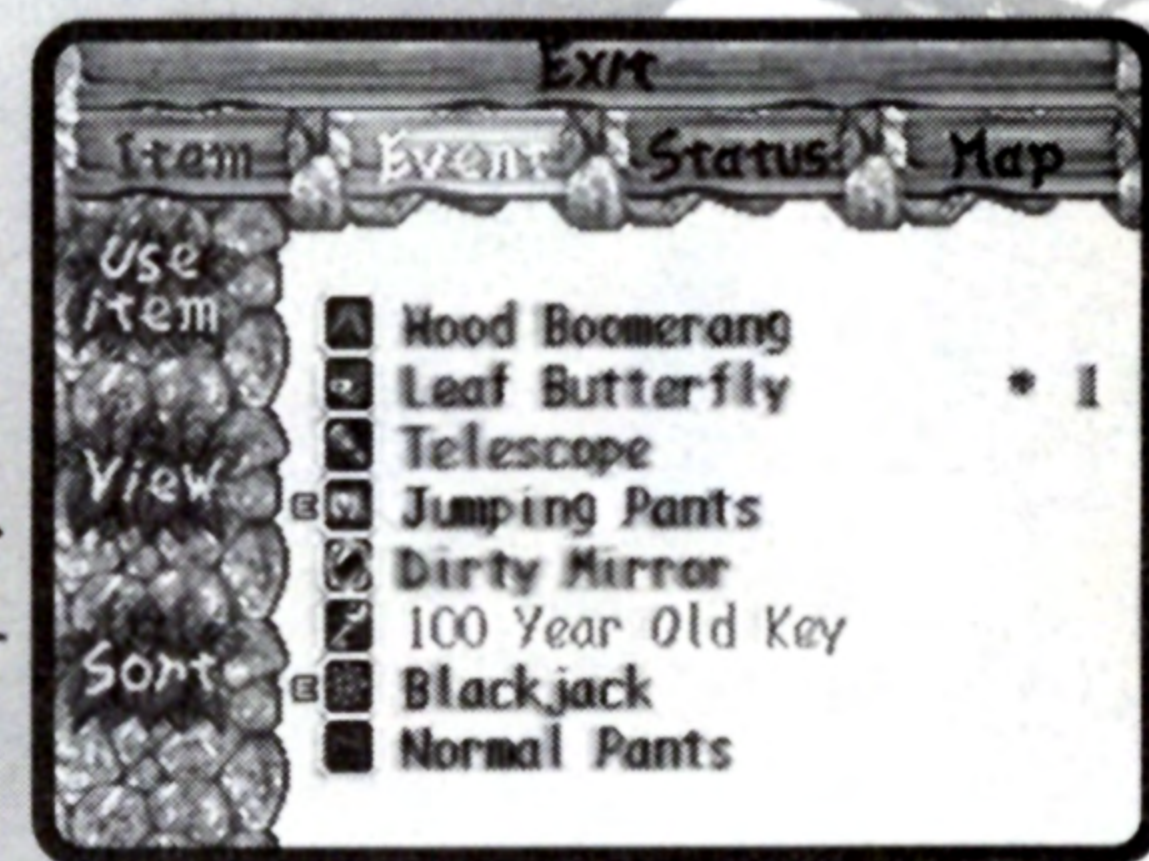 Exit
Item Event Status Map
Use
item
View
Sort
Wood Boomerang
Leaf Butterfly * 1
Telescope
E Jumping Pants
Dirty Mirror
100 Year Old Key
E Blackjack
Normal Pants